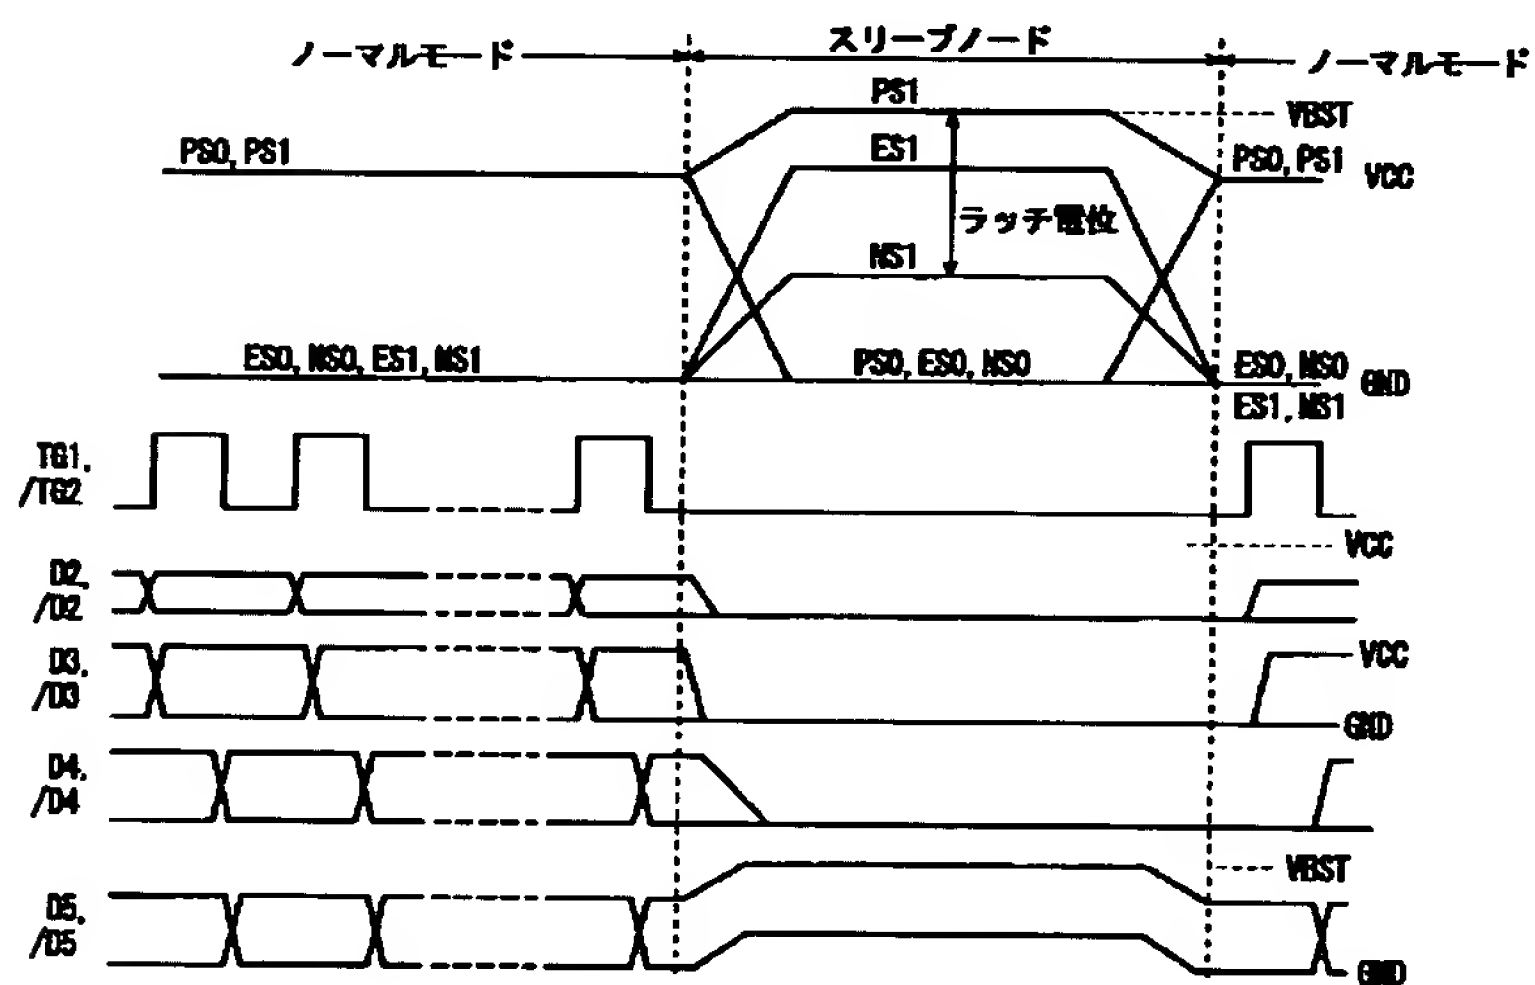 ノーマルモード
スリープノード
ノーマルモード
PS1
VBST
PS0, PS1
ES1
PS0, PS1
VCC
ラッチ電位
NS1
ES0, NS0, ES1, NS1
PS0, ES0, NS0
ES0, NS0
GND
ES1, NS1
TG1,
/TG2
VCC
D2,
/D2
D3,
/D3
VCC
GND
D4,
/D4
VBST
D5,
/D5
GND